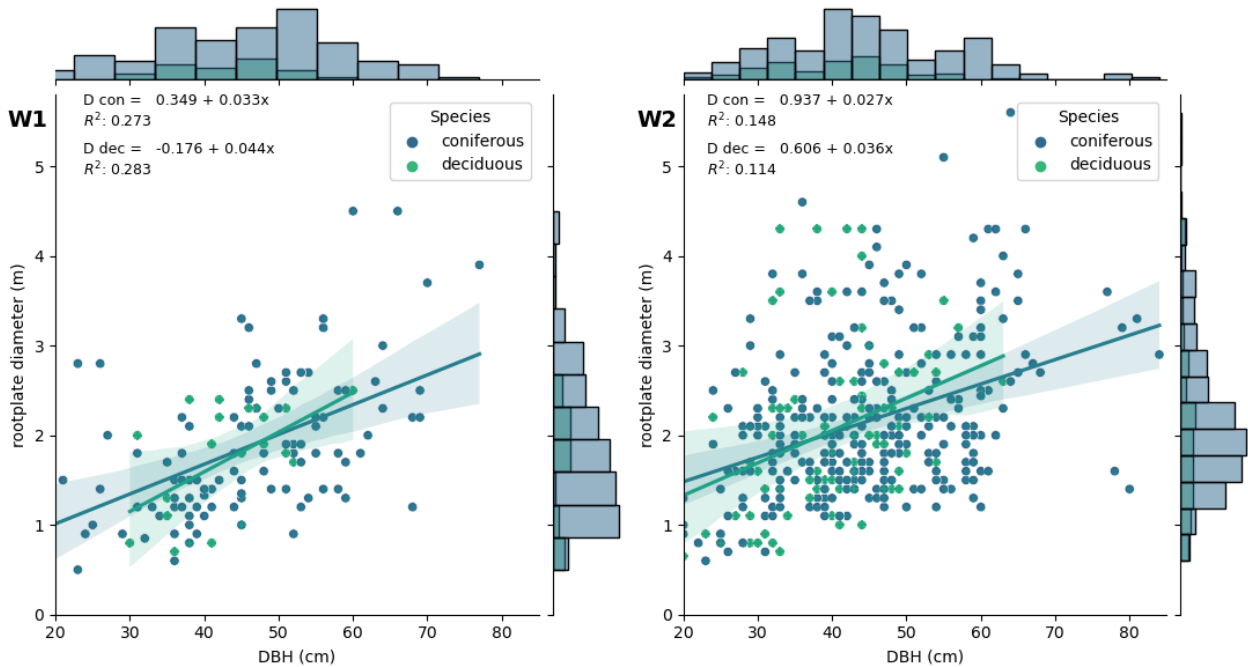 W1
D con =   0.349 + 0.033x
R²: 0.273
D dec =   -0.176 + 0.044x
R²: 0.283
Species
coniferous
deciduous
rootplate diameter (m)
5
4
3
2
1
0
20 30 40 50 60 70 80
DBH (cm)
W2
D con =   0.937 + 0.027x
R²: 0.148
D dec =   0.606 + 0.036x
R²: 0.114
Species
coniferous
deciduous
rootplate diameter (m)
5
4
3
2
1
0
20 30 40 50 60 70 80
DBH (cm)